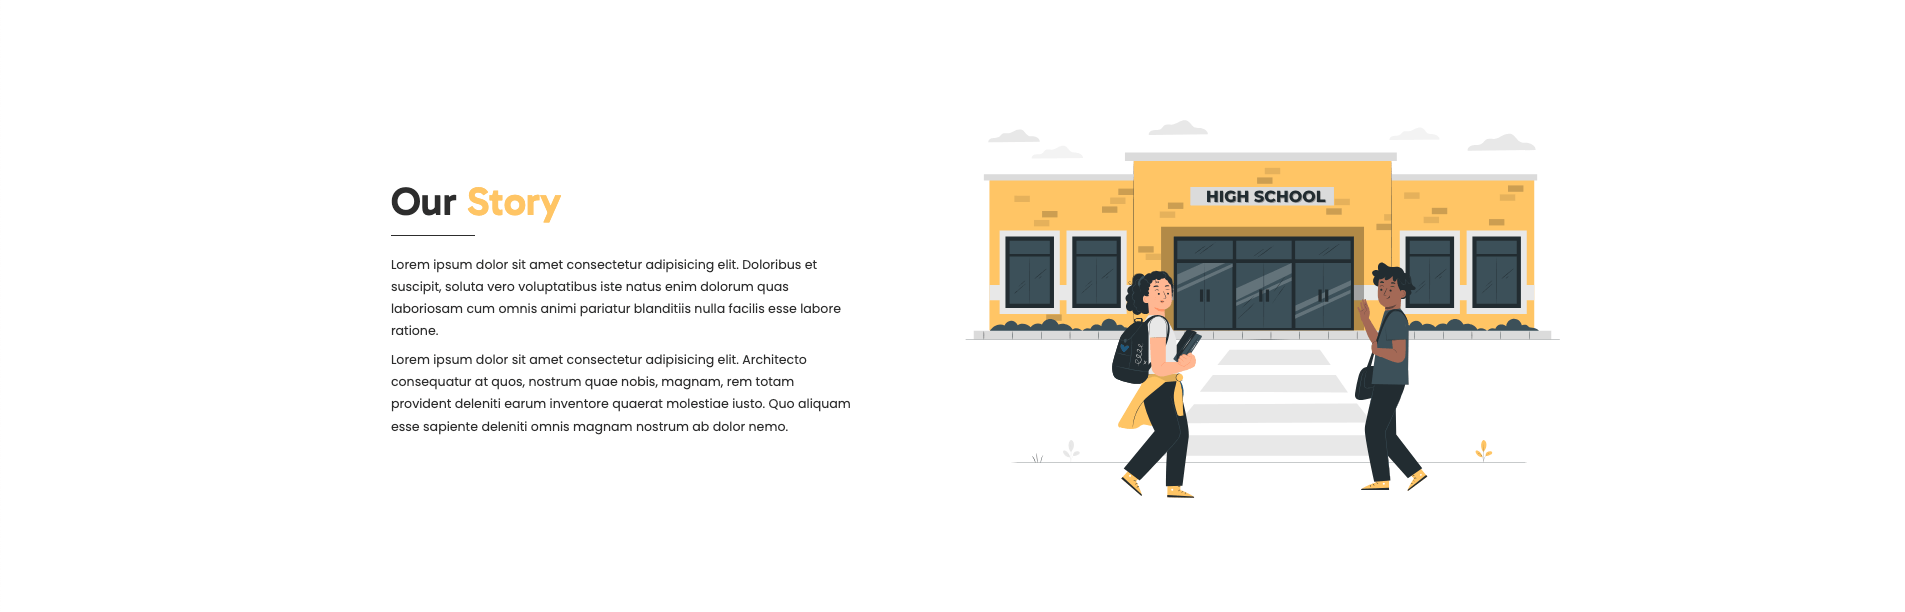 Our Story
Lorem ipsum dolor sit amet consectetur adipisicing elit. Doloribus et
suscipit, soluta vero voluptatibus iste natus enim dolorum quas
laboriosam cum omnis animi pariatur blanditiis nulla facilis esse labore
ratione.
Lorem ipsum dolor sit amet consectetur adipisicing elit. Architecto
consequatur at quos, nostrum quae nobis, magnam, rem totam
provident deleniti earum inventore quaerat molestiae iusto. Quo aliquam
esse sapiente deleniti omnis magnam nostrum ab dolor nemo.
HIGH SCHOOL